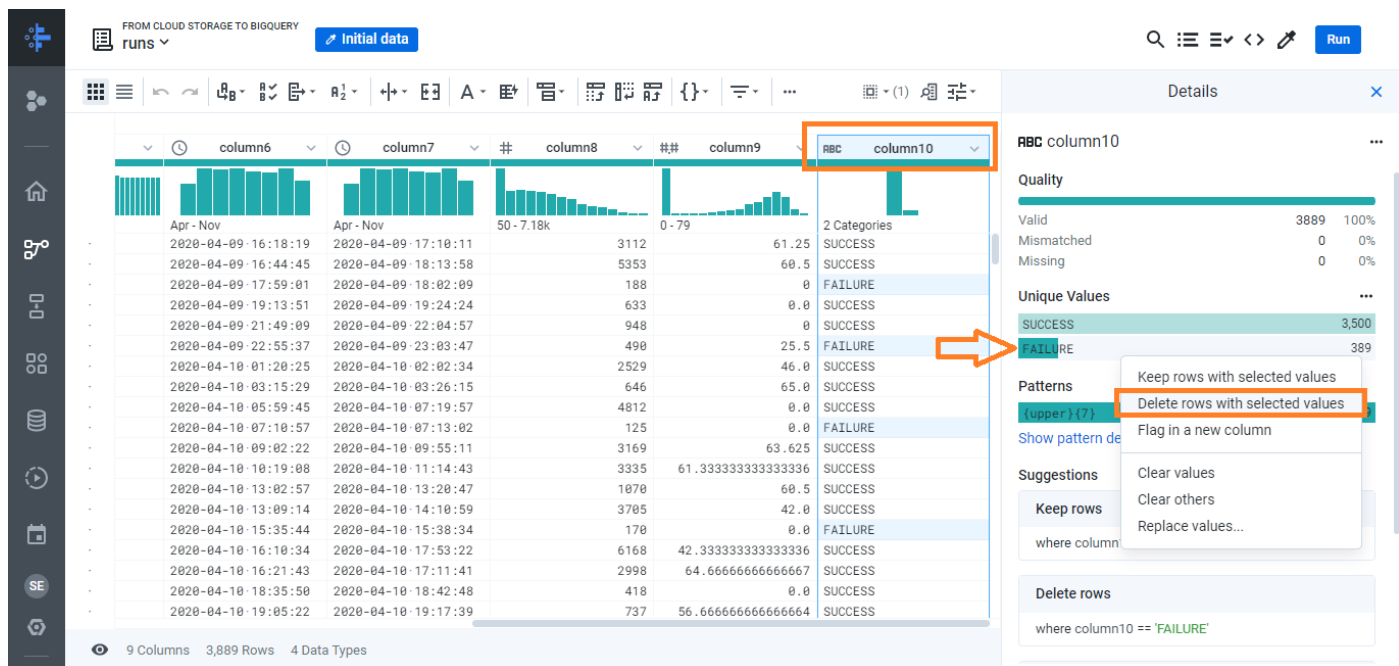 FROM CLOUD STORAGE TO BIGQUERY
runs
Initial data
Run
(1)
Details
column6 column7 # column8 ##.# column9 ABC column10
Apr - Nov Apr - Nov 50 - 7.18k 0 - 79 2 Categories
2020-04-09·16:18:19 2020-04-09·17:10:11 3112 61.25 SUCCESS
2020-04-09·16:44:45 2020-04-09·18:13:58 5353 60.5 SUCCESS
2020-04-09·17:59:01 2020-04-09·18:02:09 188 0 FAILURE
2020-04-09·19:13:51 2020-04-09·19:24:24 633 0.0 SUCCESS
2020-04-09·21:49:09 2020-04-09·22:04:57 948 0 SUCCESS
2020-04-09·22:55:37 2020-04-09·23:03:47 490 25.5 FAILURE
2020-04-10·01:20:25 2020-04-10·02:02:34 2529 46.0 SUCCESS
2020-04-10·03:15:29 2020-04-10·03:26:15 646 65.0 SUCCESS
2020-04-10·05:59:45 2020-04-10·07:19:57 4812 0.0 SUCCESS
2020-04-10·07:10:57 2020-04-10·07:13:02 125 0.0 FAILURE
2020-04-10·09:02:22 2020-04-10·09:55:11 3169 63.625 SUCCESS
2020-04-10·10:19:08 2020-04-10·11:14:43 3335 61.333333333333336 SUCCESS
2020-04-10·13:02:57 2020-04-10·13:20:47 1070 60.5 SUCCESS
2020-04-10·13:09:14 2020-04-10·14:10:59 3705 42.0 SUCCESS
2020-04-10·15:35:44 2020-04-10·15:38:34 170 0.0 FAILURE
2020-04-10·16:10:34 2020-04-10·17:53:22 6168 42.333333333333336 SUCCESS
2020-04-10·16:21:43 2020-04-10·17:11:41 2998 64.66666666666667 SUCCESS
2020-04-10·18:35:50 2020-04-10·18:42:48 418 0.0 SUCCESS
2020-04-10·19:05:22 2020-04-10·19:17:39 737 56.666666666666664 SUCCESS
SE
9 Columns 3,889 Rows 4 Data Types
ABC column10
Quality
Valid 3889 100%
Mismatched 0 0%
Missing 0 0%
Unique Values
SUCCESS 3,500
FAILURE 389
Patterns
{upper}{7} 9
Show pattern de
Keep rows with selected values
Delete rows with selected values
Flag in a new column
Clear values
Clear others
Replace values...
Suggestions
Keep rows
where column
Delete rows
where column10 == 'FAILURE'